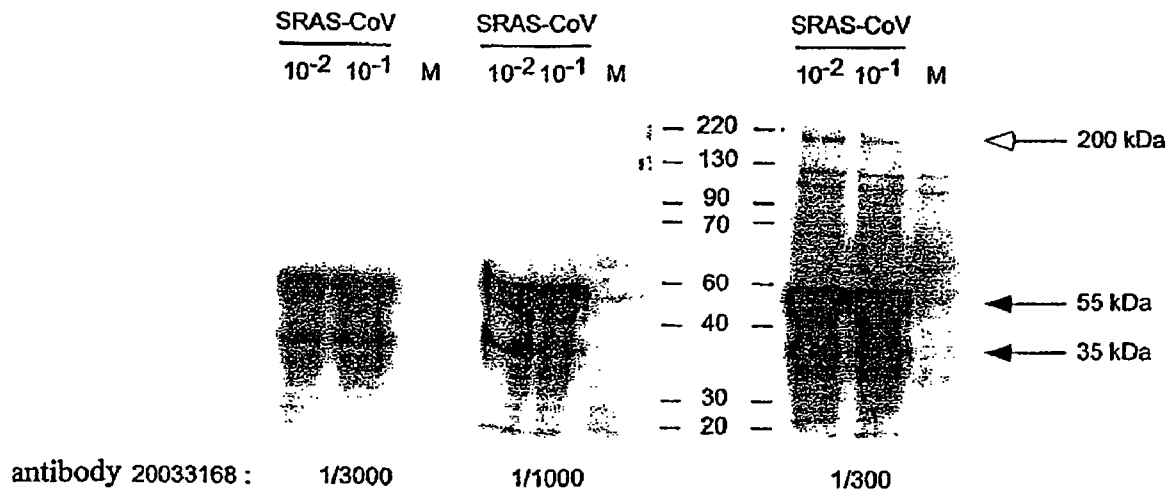 SRAS-CoV SRAS-CoV SRAS-CoV
10-2 10-1 M 10-2 10-1 M 10-2 10-1 M
220
200 kDa
130
90
70
60
55 kDa
40
35 kDa
30
20
antibody 20033168 : 1/3000 1/1000 1/300